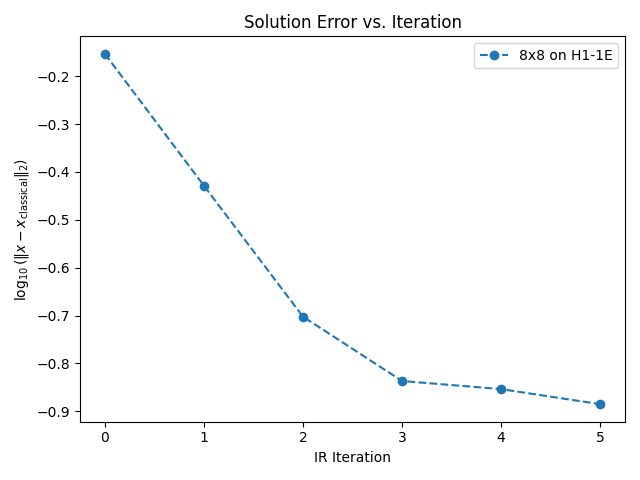 Solution Error vs. Iteration
8x8 on H1-1E
log₁₀(‖x − x_classical‖₂)
−0.2
−0.3
−0.4
−0.5
−0.6
−0.7
−0.8
−0.9
0 1 2 3 4 5
IR Iteration